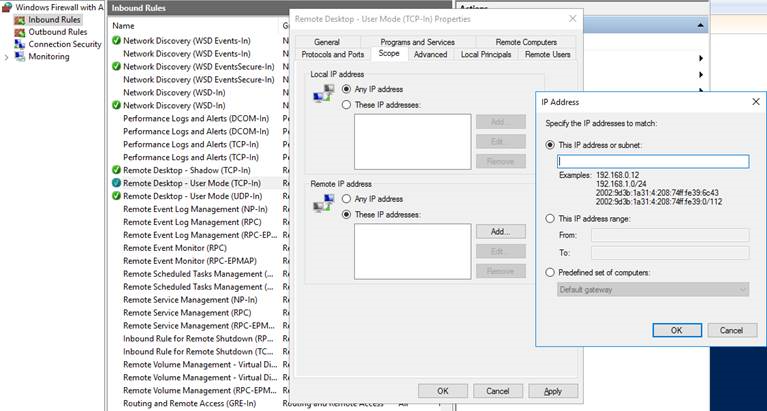 Windows Firewall with A
Inbound Rules
Outbound Rules
Connection Security
Monitoring
Inbound Rules
Name
Network Discovery (WSD Events-In)
Network Discovery (WSD Events-In)
Network Discovery (WSD EventsSecure-In)
Network Discovery (WSD EventsSecure-In)
Network Discovery (WSD-In)
Network Discovery (WSD-In)
Performance Logs and Alerts (DCOM-In)
Performance Logs and Alerts (DCOM-In)
Performance Logs and Alerts (TCP-In)
Performance Logs and Alerts (TCP-In)
Remote Desktop - Shadow (TCP-In)
Remote Desktop - User Mode (TCP-In)
Remote Desktop - User Mode (UDP-In)
Remote Event Log Management (NP-In)
Remote Event Log Management (RPC)
Remote Event Log Management (RPC-EP...
Remote Event Monitor (RPC)
Remote Event Monitor (RPC-EPMAP)
Remote Scheduled Tasks Management (...
Remote Scheduled Tasks Management (...
Remote Service Management (NP-In)
Remote Service Management (RPC)
Remote Service Management (RPC-EPM...
Inbound Rule for Remote Shutdown (RP...
Inbound Rule for Remote Shutdown (TC...
Remote Volume Management - Virtual Di...
Remote Volume Management - Virtual Di...
Remote Volume Management (RPC-EPM...
Routing and Remote Access (GRE-In)
Routing and Remote Access
All
Actions
Remote Desktop - User Mode (TCP-In) Properties
General
Programs and Services
Remote Computers
Protocols and Ports
Scope
Advanced
Local Principals
Remote Users
Local IP address
Any IP address
These IP addresses:
Add...
Edit...
Remove
Remote IP address
Any IP address
These IP addresses:
Add...
Edit...
Remove
OK
Cancel
Apply
IP Address
Specify the IP addresses to match:
This IP address or subnet:
Examples: 192.168.0.12
192.168.1.0/24
2002:9d3b:1a31:4:208:74ff:fe39:6c43
2002:9d3b:1a31:4:208:74ff:fe39:0/112
This IP address range:
From:
To:
Predefined set of computers:
Default gateway
OK
Cancel